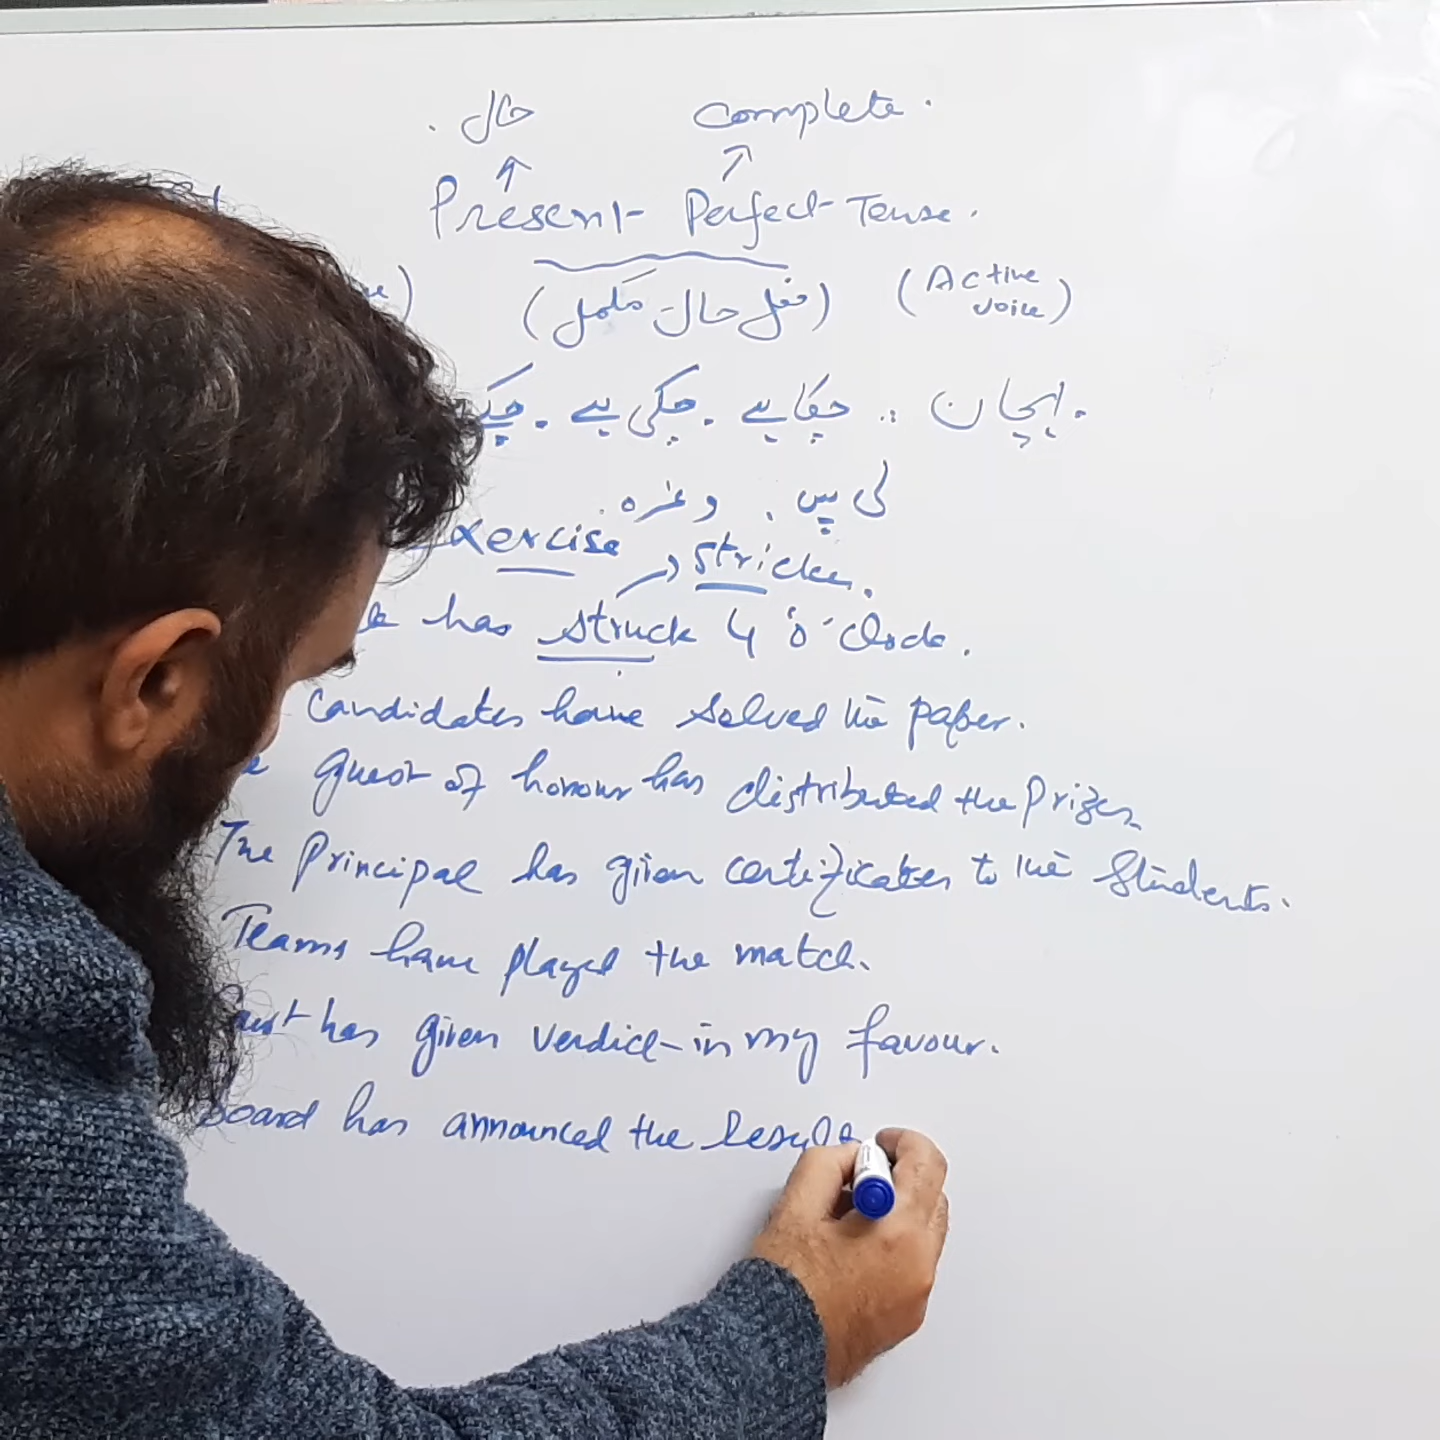 حال . Complete .
Present Perfect Tense .
(فعل حال مکمل) (Active voice)
پہچان : چکا ہے . چکی ہے .
لی ہیں . وغیرہ .
Exercise stricken .
has struck 4 'o' clock .
candidates have solved the paper .
guest of honour has distributed the prizes
The Principal has given certificates to the Students .
Teams have played the match .
has given verdict in my favour .
board has announced the result